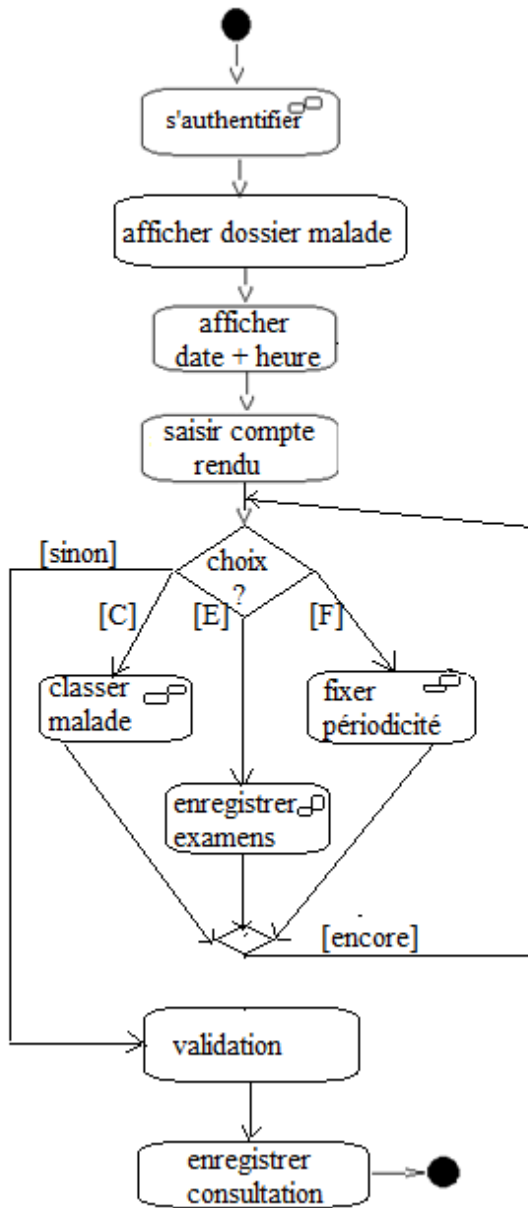 s'authentifier
afficher dossier malade
afficher
date + heure
saisir compte
rendu
[sinon]
choix
?
[C]
[E]
[F]
classer
malade
fixer
périodicité
enregistrer
examens
[encore]
validation
enregistrer
consultation